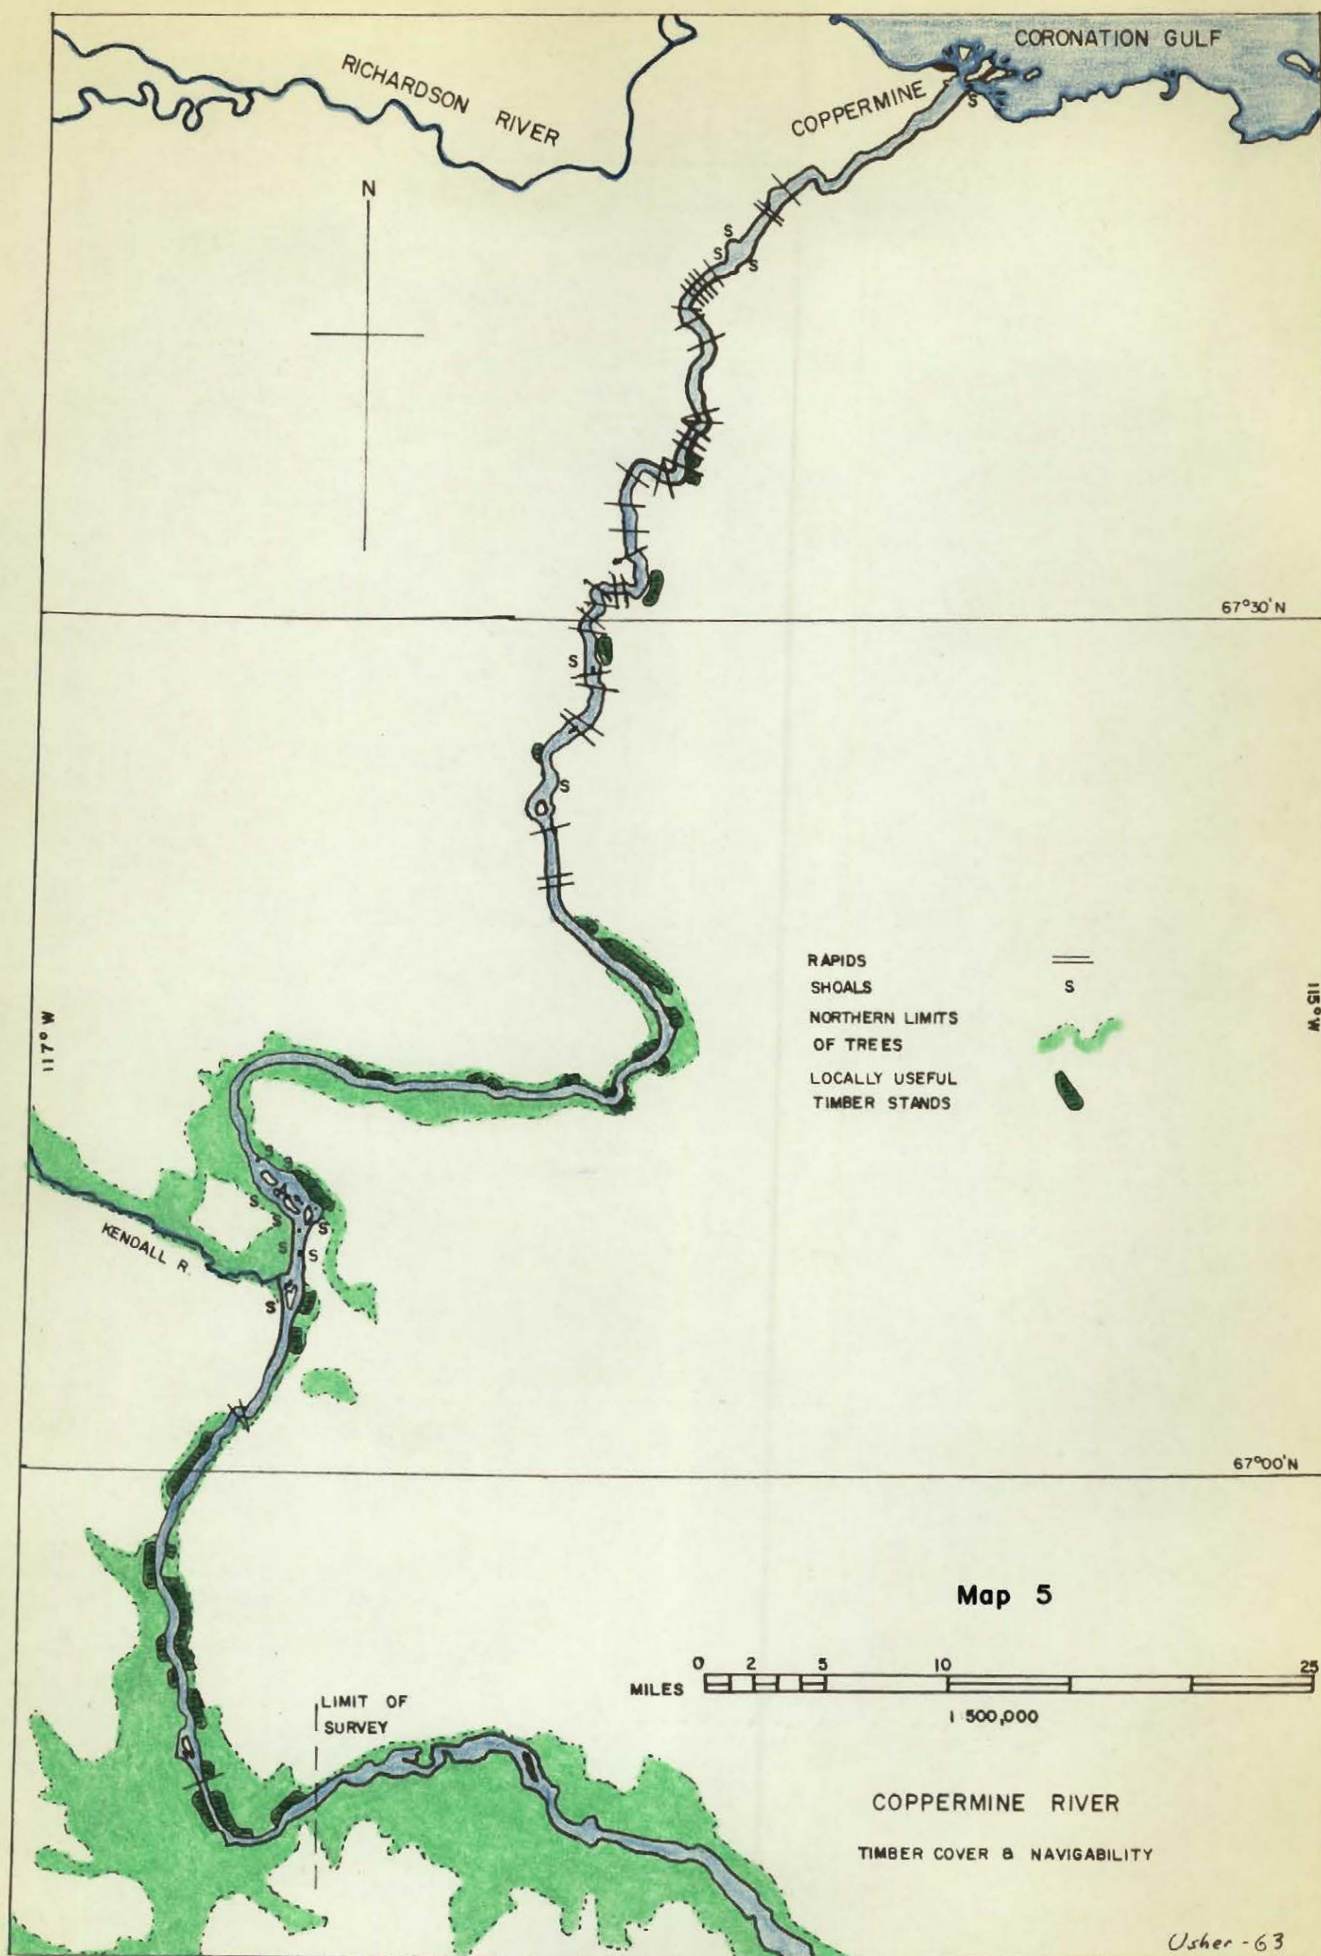 CORONATION GULF
RICHARDSON RIVER
COPPERMINE
S
N
S
S
S
67°30'N
S
S
RAPIDS
SHOALS S
NORTHERN LIMITS
OF TREES
LOCALLY USEFUL
TIMBER STANDS
117° W
115°W
S
S
S
S
S
S
S
KENDALL R.
S
67°00'N
Map 5
0 2 5 10 25
MILES
1 500,000
LIMIT OF
SURVEY
COPPERMINE RIVER
TIMBER COVER & NAVIGABILITY
Usher - 63